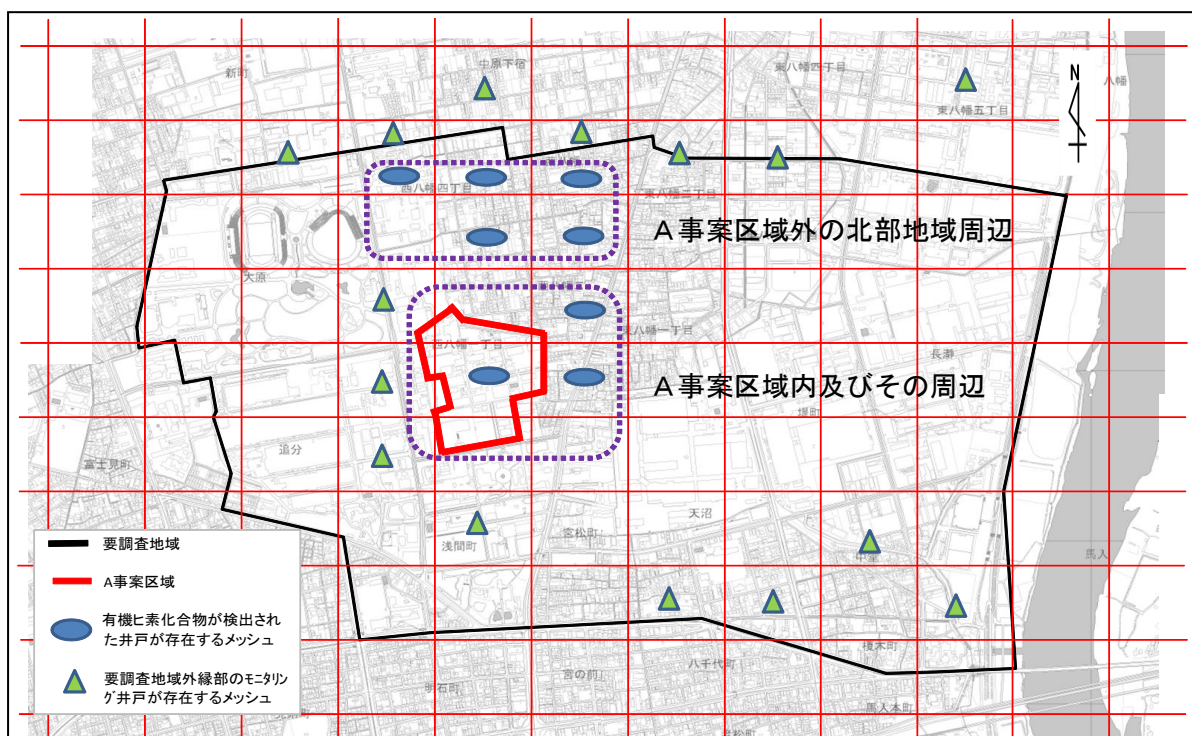 新町
中原下宿
東八幡四丁目
八幡
東八幡五丁目
N
西八幡四丁目
東八幡二丁目
A事案区域外の北部地域周辺
大原
東八幡一丁目
西八幡一丁目
長瀞
A事案区域内及びその周辺
堤町
追分
富士見町
天沼
宮松町
浅間町
中堂
馬入
要調査地域
A事案区域
有機ヒ素化合物が検出され
た井戸が存在するメッシュ
要調査地域外縁部のモニタリン
グ井戸が存在するメッシュ
榎木町
八千代町
宮の前
明石町
馬入本町